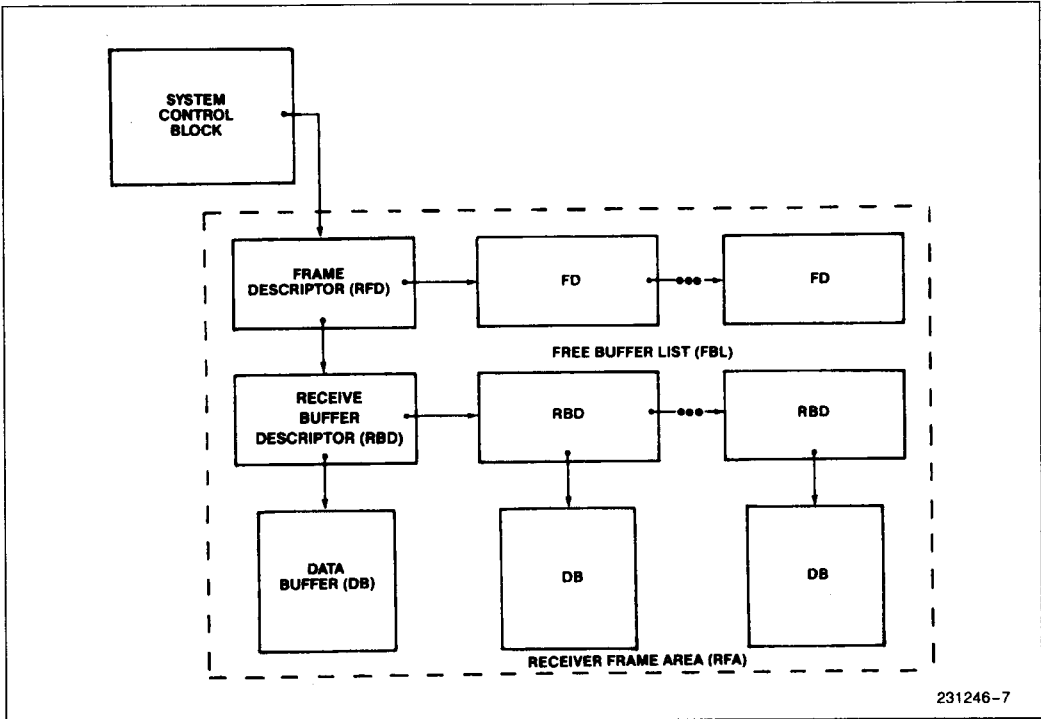 SYSTEM
CONTROL
BLOCK
FRAME
DESCRIPTOR (RFD)
FD
FD
FREE BUFFER LIST (FBL)
RECEIVE
BUFFER
DESCRIPTOR (RBD)
RBD
RBD
DATA
BUFFER (DB)
DB
DB
RECEIVER FRAME AREA (RFA)
231246-7